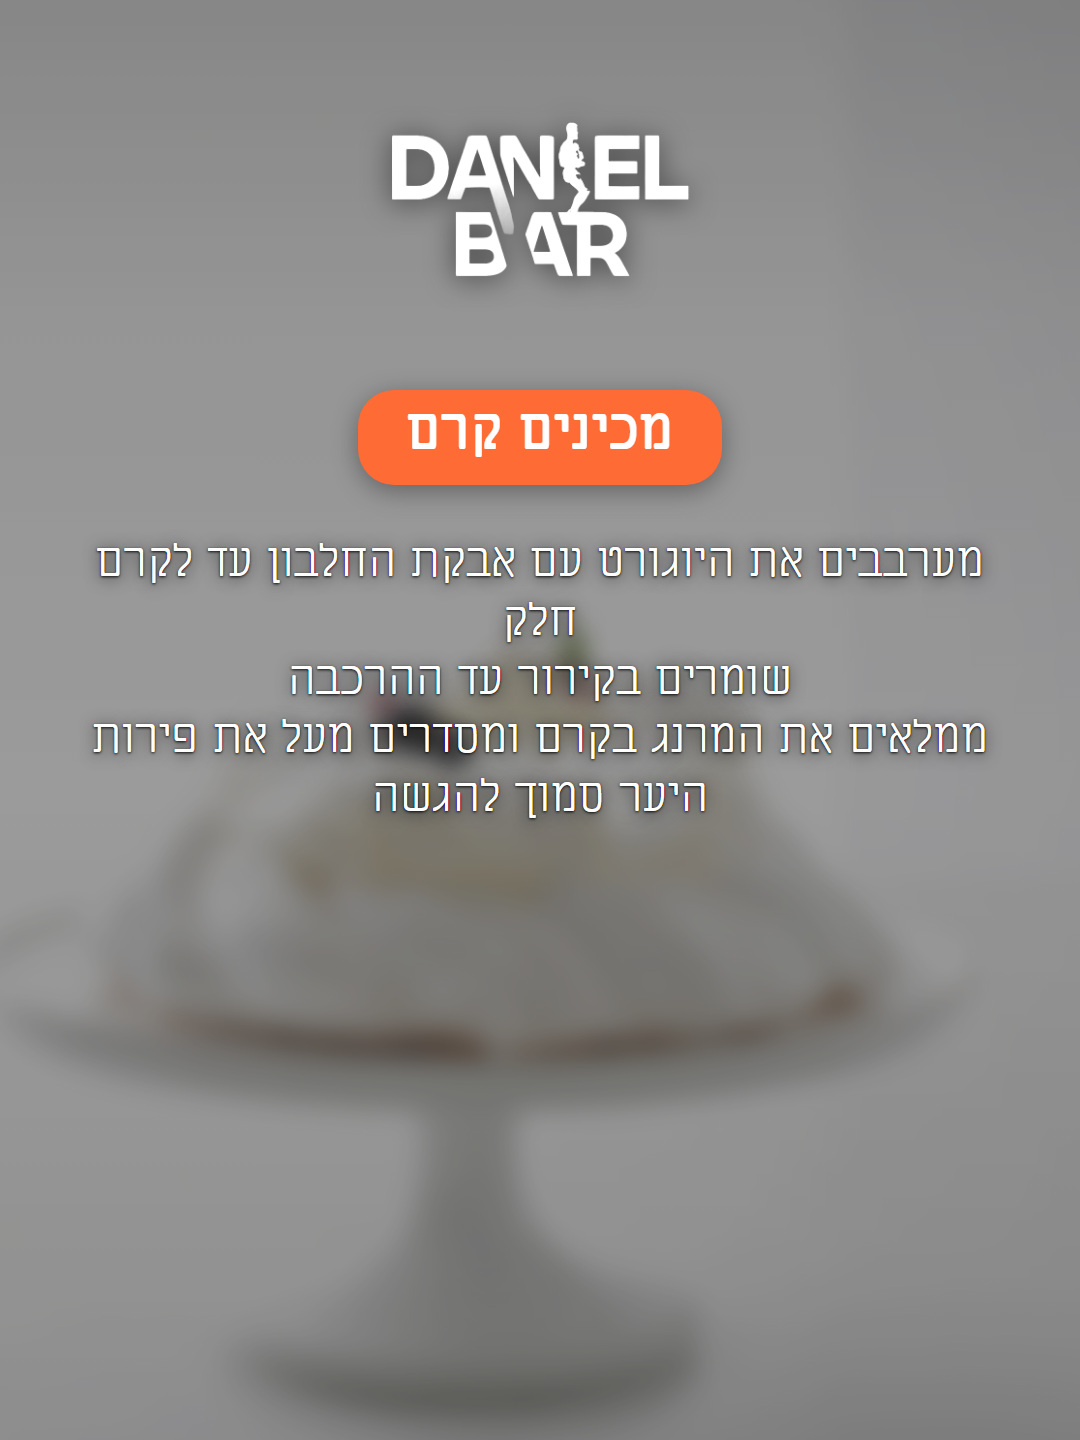 DANIEL
BAR
מכינים קרם
מערבבים את היוגורט עם אבקת החלבון עד לקרם
חלק
שומרים בקירור עד ההרכבה
ממלאים את המרנג בקרם ומסדרים מעל את פירות
היער סמוך להגשה